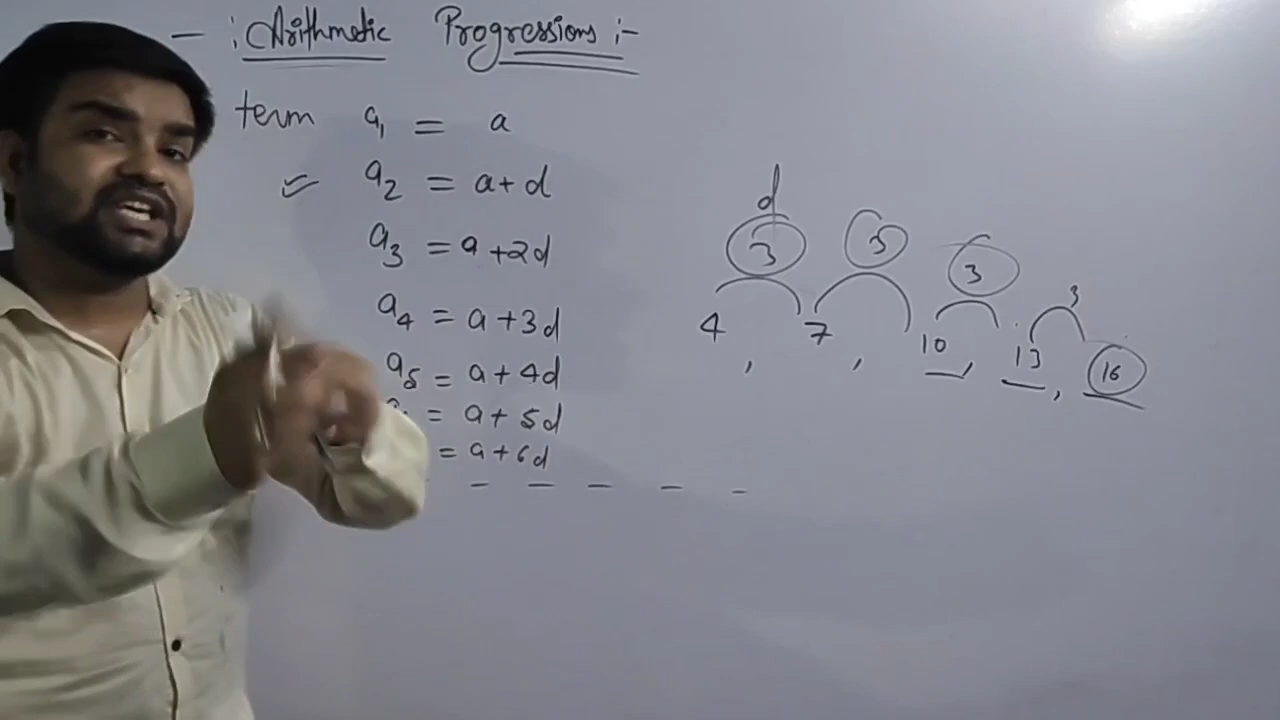 – : Arithmetic Progressions :-
term a1 = a
a2 = a + d
a3 = a + 2d
a4 = a + 3d
a5 = a + 4d
= a + 5d
= a + 6d
– – – – –
d
3 3 3 3
4 , 7 , 10 , 13 , 16